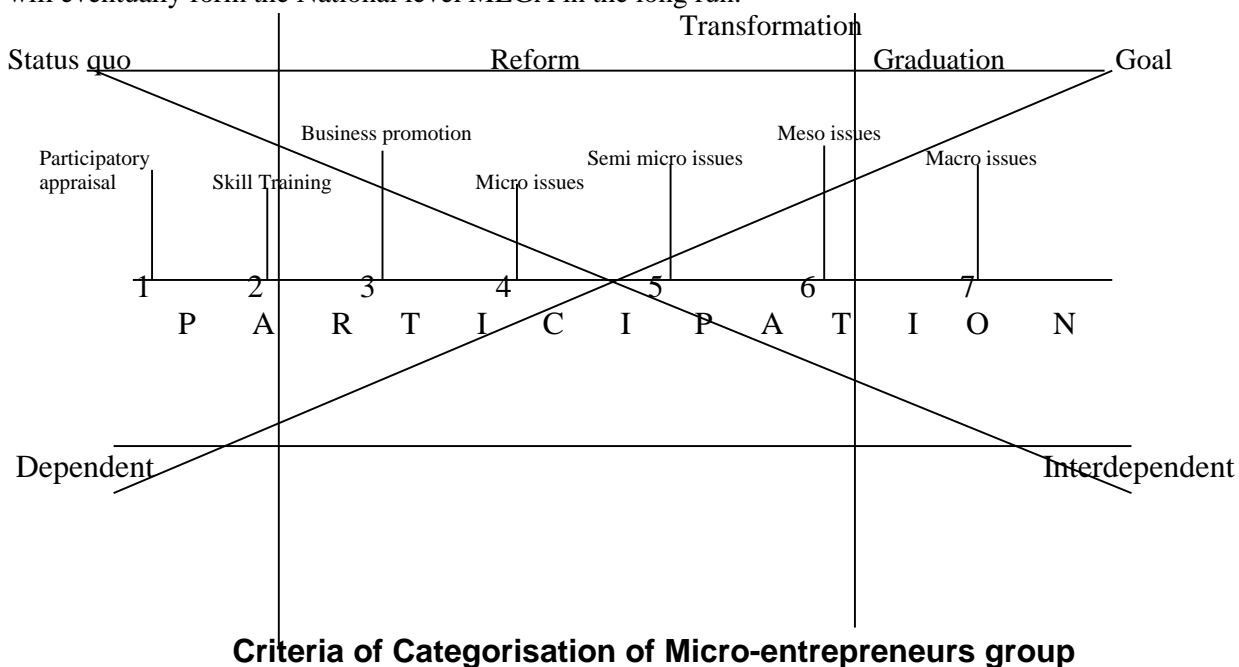 will eventually form the National level MEGA in the long run.
Transformation
Status quo Reform Graduation Goal
Business promotion Meso issues
Participatory Semi micro issues Macro issues
appraisal Skill Training Micro issues
1 2 3 4 5 6 7
P A R T I C I P A T I O N
Dependent Interdependent
Criteria of Categorisation of Micro-entrepreneurs group